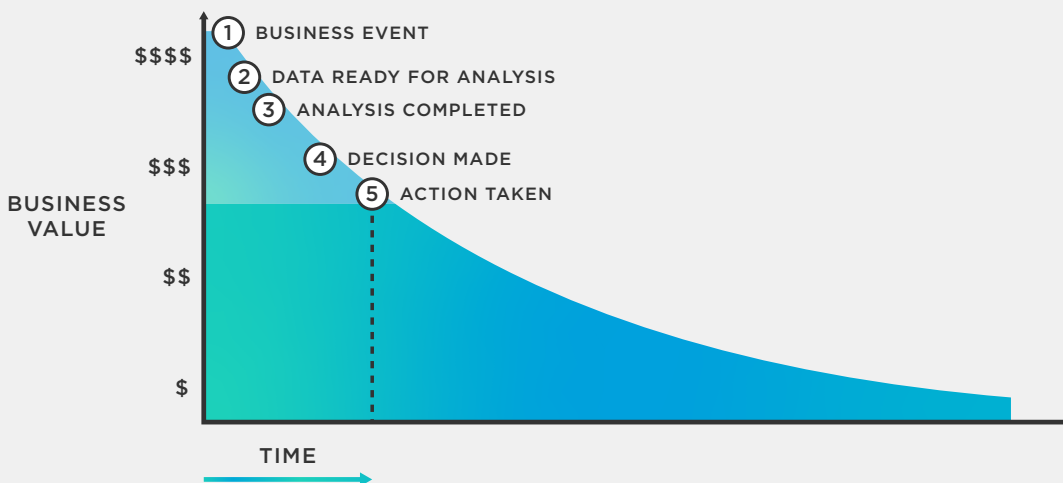 1 BUSINESS EVENT
$$$$
2 DATA READY FOR ANALYSIS
3 ANALYSIS COMPLETED
4 DECISION MADE
$$$
5 ACTION TAKEN
BUSINESS
VALUE
$$
$
TIME